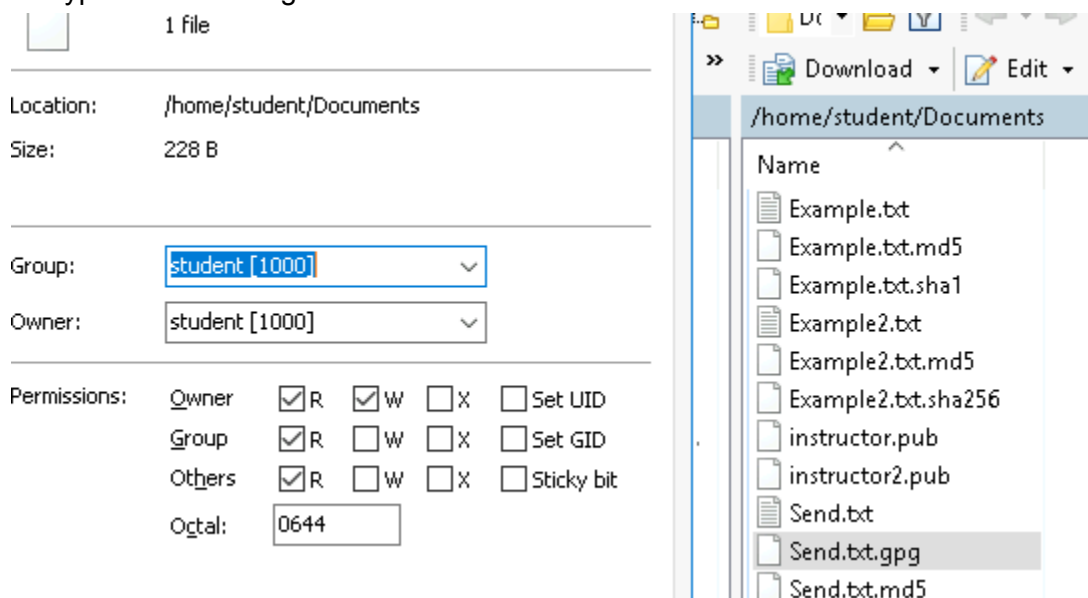 1 file
Location: /home/student/Documents
Size: 228 B
Group: student [1000]
Owner: student [1000]
Permissions: Owner R W X Set UID
Group R W X Set GID
Others R W X Sticky bit
Octal: 0644
» Download Edit
/home/student/Documents
Name
Example.txt
Example.txt.md5
Example.txt.sha1
Example2.txt
Example2.txt.md5
Example2.txt.sha256
instructor.pub
instructor2.pub
Send.txt
Send.txt.gpg
Send.txt.md5